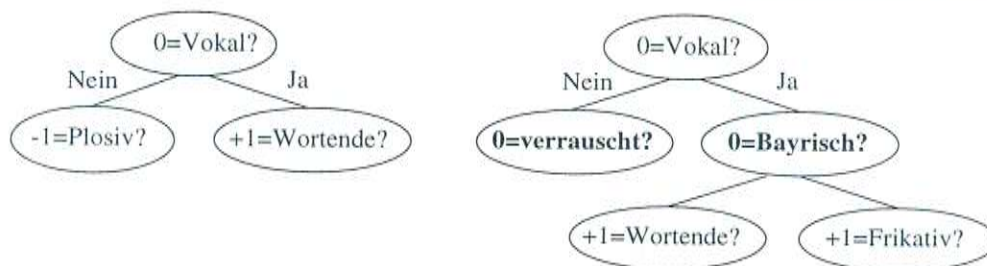 0=Vokal?
Nein
Ja
-1=Plosiv?
+1=Wortende?
0=Vokal?
Nein
Ja
0=verrauscht?
0=Bayrisch?
+1=Wortende?
+1=Frikativ?